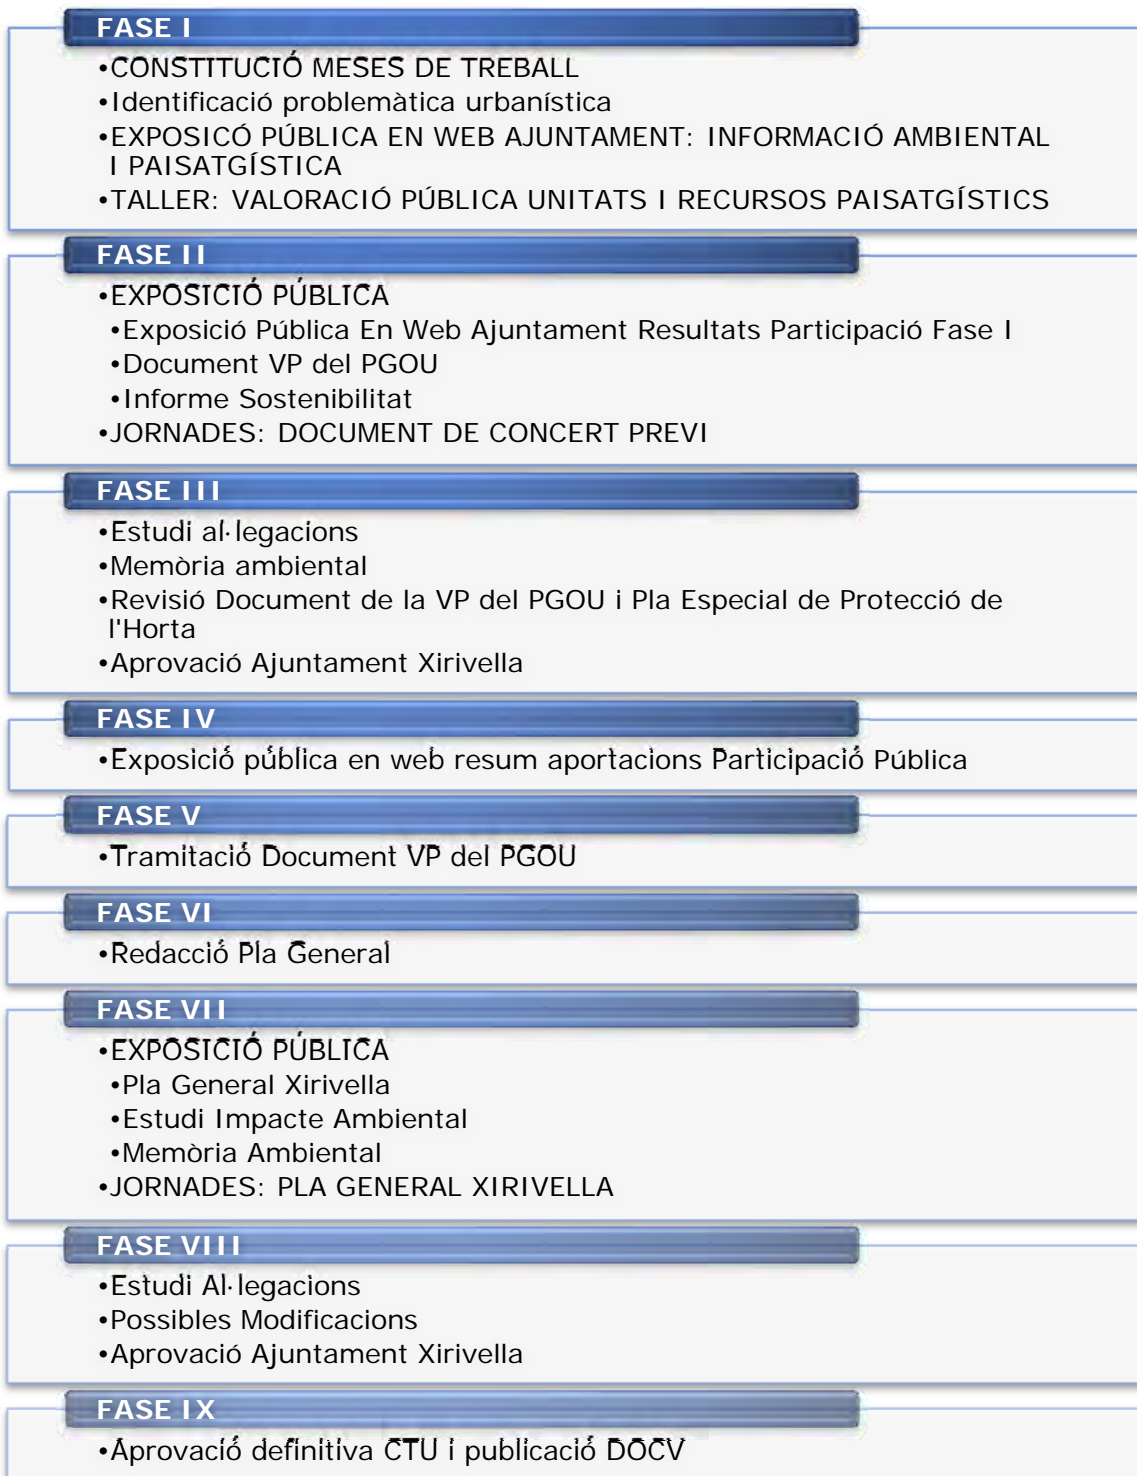 FASE I
•CONSTITUCIÓ MESES DE TREBALL
•Identificació problemàtica urbanística
•EXPOSICÓ PÚBLICA EN WEB AJUNTAMENT: INFORMACIÓ AMBIENTAL
I PAISATGÍSTICA
•TALLER: VALORACIÓ PÚBLICA UNITATS I RECURSOS PAISATGÍSTICS
FASE II
•EXPOSICIÓ PÚBLICA
•Exposició Pública En Web Ajuntament Resultats Participació Fase I
•Document VP del PGOU
•Informe Sostenibilitat
•JORNADES: DOCUMENT DE CONCERT PREVI
FASE III
•Estudi al·legacions
•Memòria ambiental
•Revisió Document de la VP del PGOU i Pla Especial de Protecció de
l'Horta
•Aprovació Ajuntament Xirivella
FASE IV
•Exposició pública en web resum aportacions Participació Pública
FASE V
•Tramitació Document VP del PGOU
FASE VI
•Redacció Pla General
FASE VII
•EXPOSICIÓ PÚBLICA
•Pla General Xirivella
•Estudi Impacte Ambiental
•Memòria Ambiental
•JORNADES: PLA GENERAL XIRIVELLA
FASE VIII
•Estudi Al·legacions
•Possibles Modificacions
•Aprovació Ajuntament Xirivella
FASE IX
•Aprovació definitiva CTU i publicació DOCV